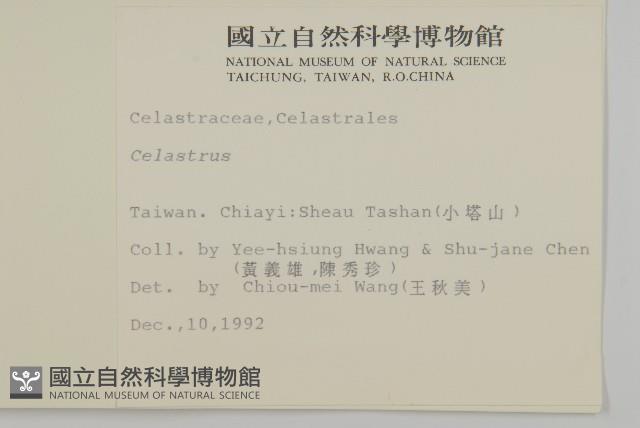 國立自然科學博物館
NATIONAL MUSEUM OF NATURAL SCIENCE
TAICHUNG, TAIWAN, R.O.CHINA
Celastraceae,Celastrales
Celastrus
Taiwan. Chiayi:Sheau Tashan(小塔山)
Coll. by Yee-hsiung Hwang & Shu-jane Chen
(黃義雄,陳秀珍)
Det. by Chiou-mei Wang(王秋美)
Dec.,10,1992
國立自然科學博物館
NATIONAL MUSEUM OF NATURAL SCIENCE